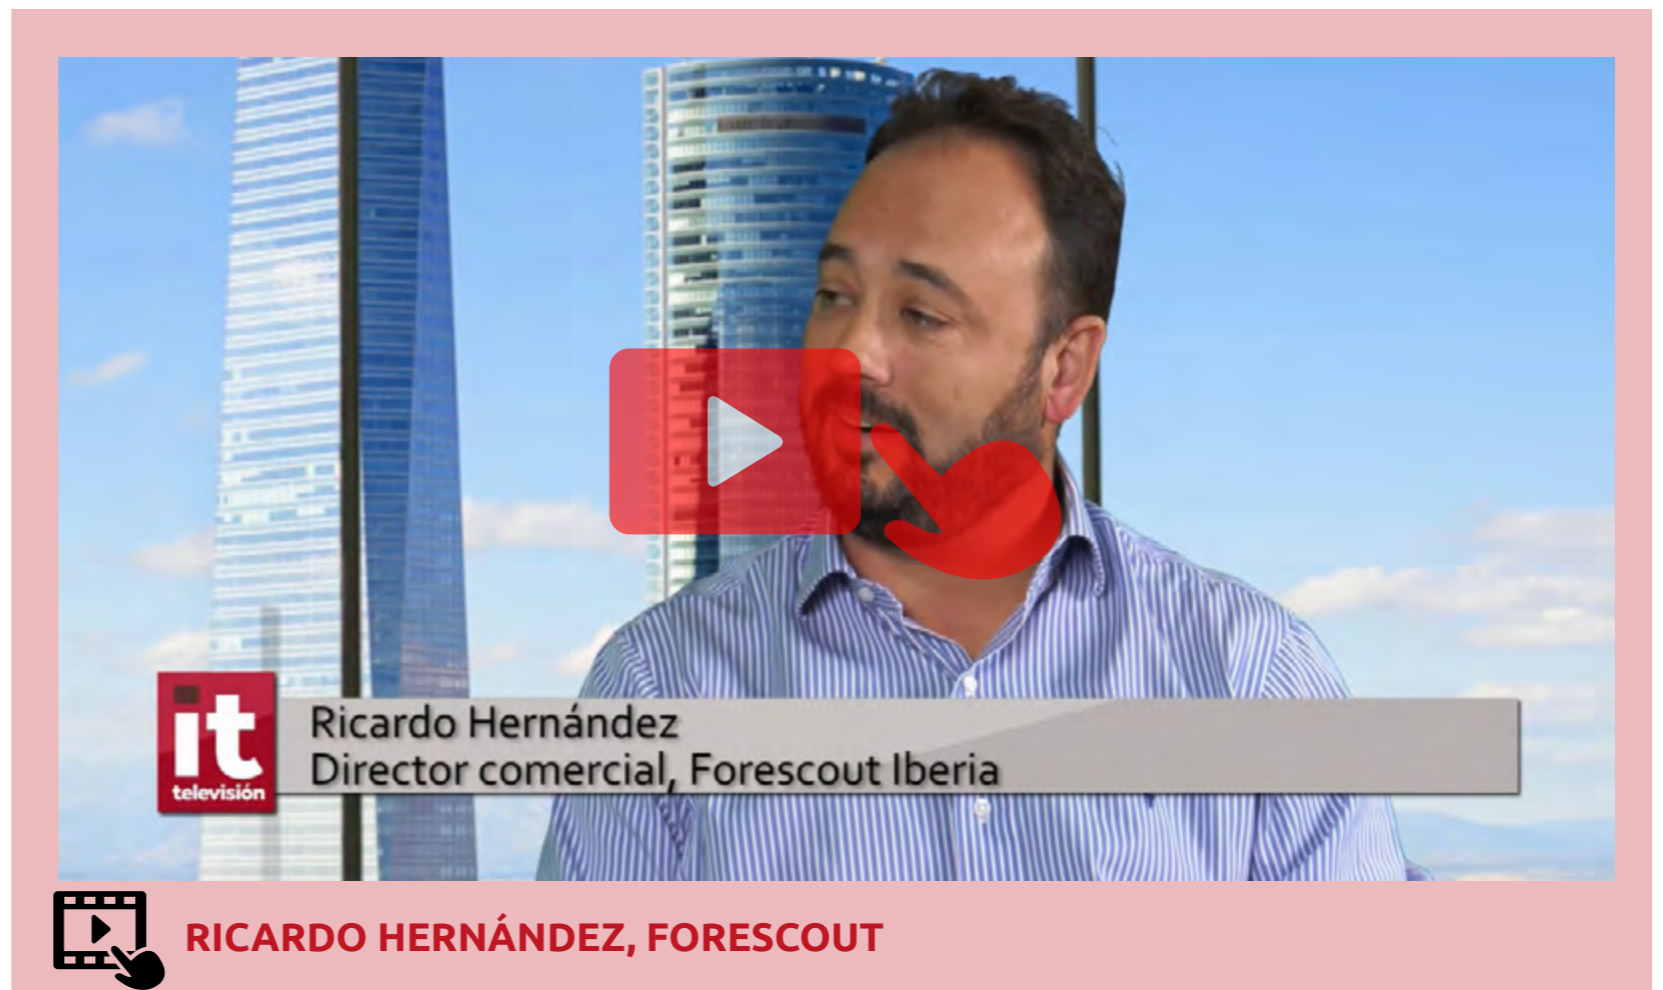 Ricardo Hernández
Director comercial, Forescout Iberia
it
televisión
RICARDO HERNÁNDEZ, FORESCOUT